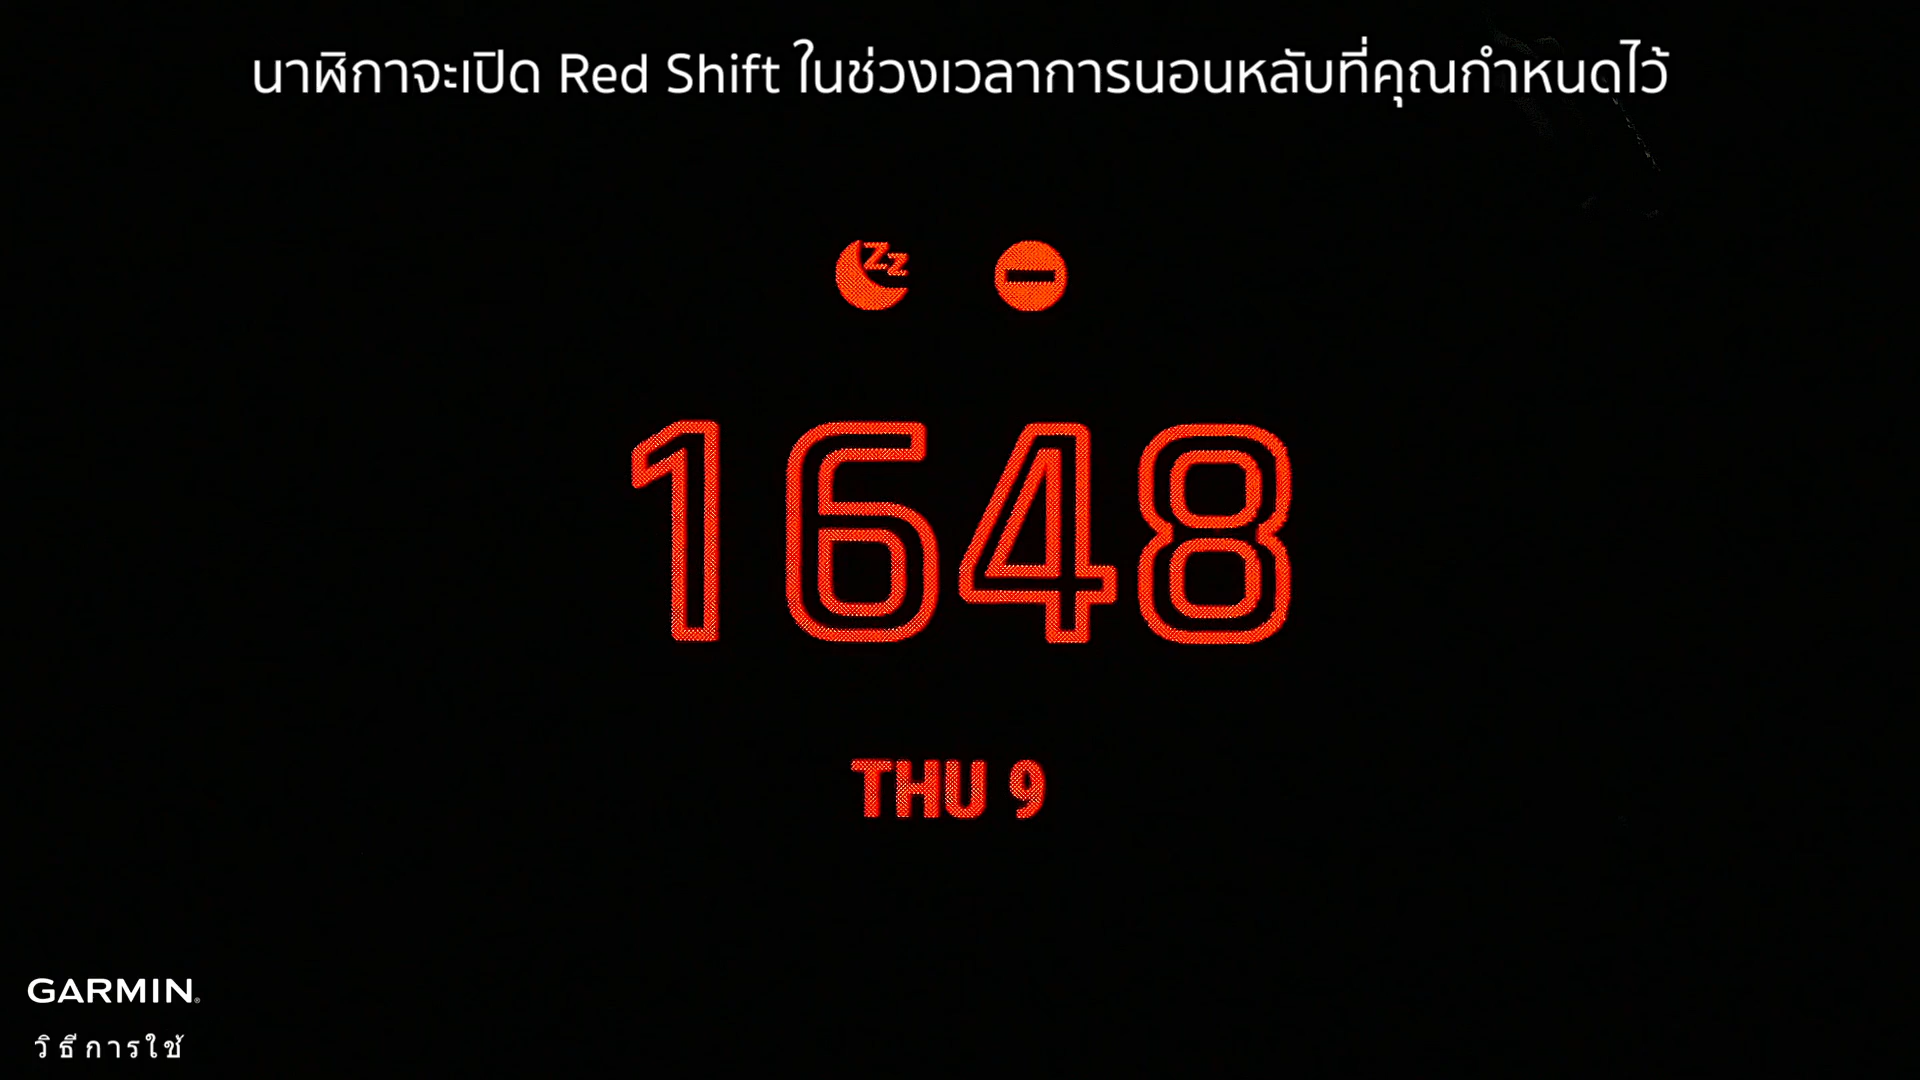 นาฬิกาจะเปิด Red Shift ในช่วงเวลาการนอนหลับที่คุณกำหนดไว้
zz
1648
THU 9
GARMIN®
วิธีการใช้